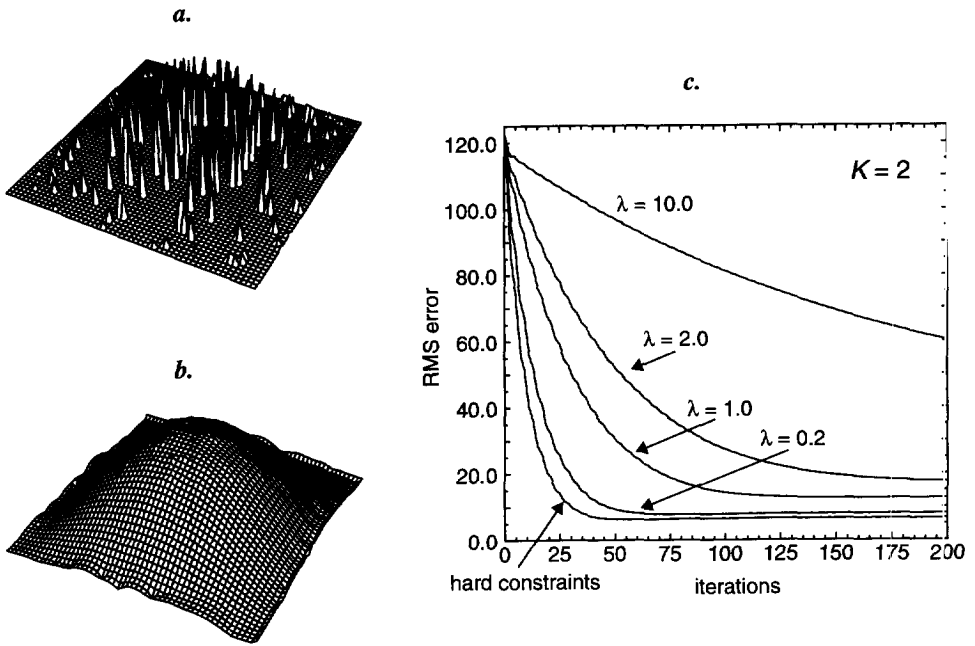 a.
b.
c.
K = 2
λ = 10.0
λ = 2.0
λ = 1.0
λ = 0.2
hard constraints
RMS error
120.0
100.0
80.0
60.0
40.0
20.0
0.0
0 25 50 75 100 125 150 175 200
iterations